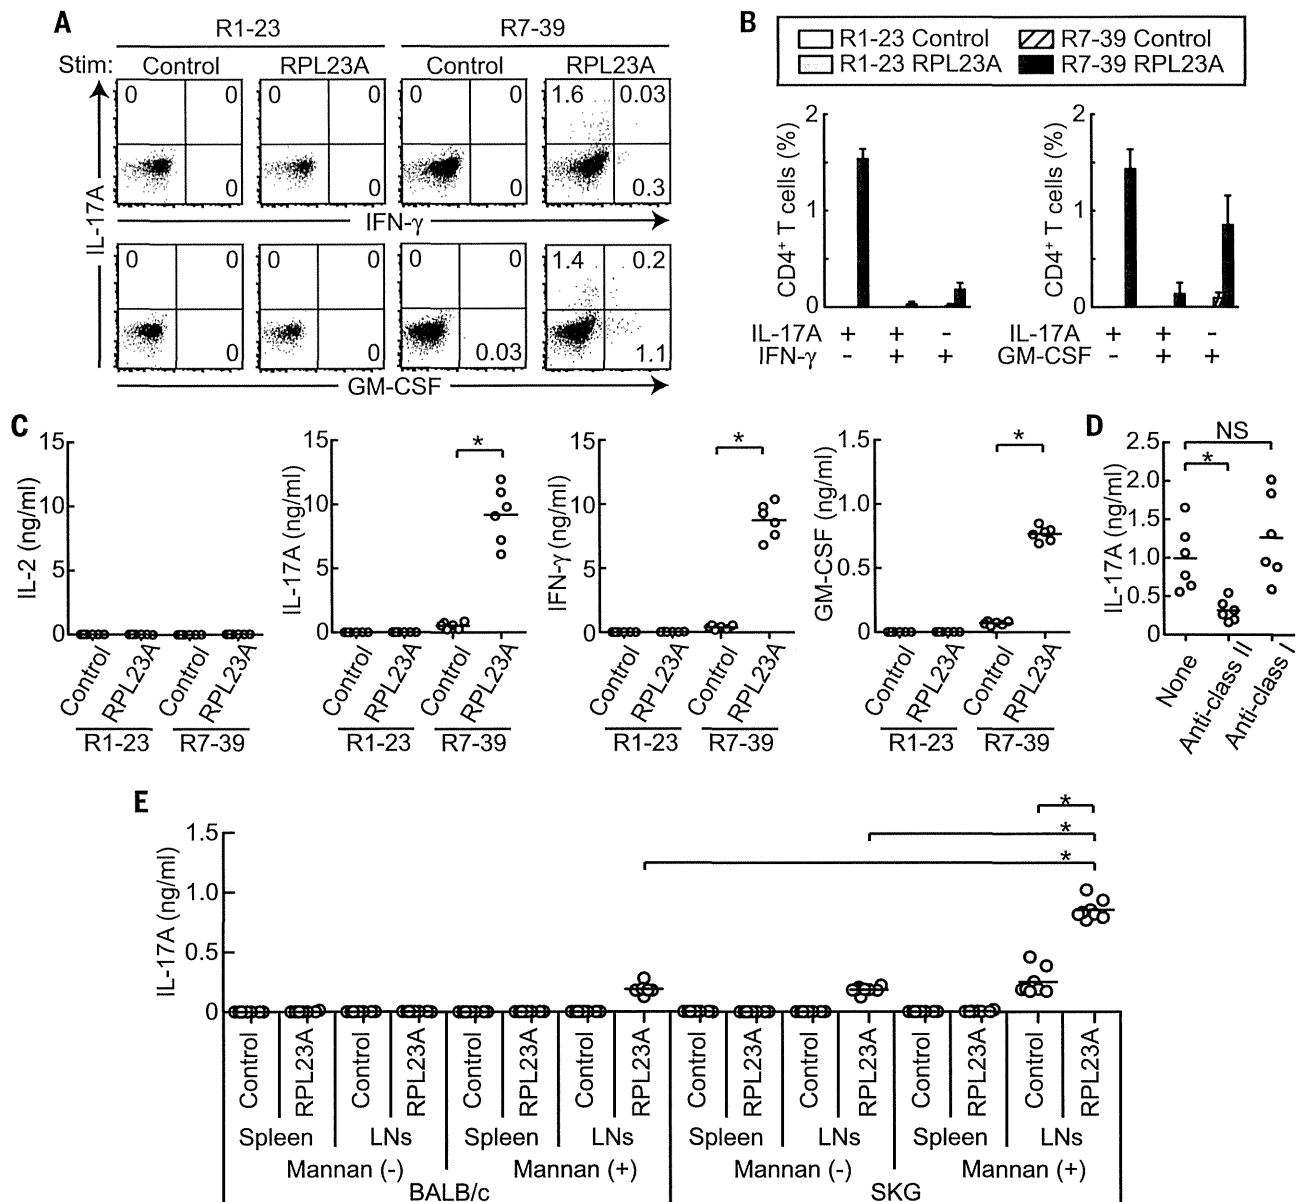 A
R1-23 R7-39
Stim: Control RPL23A Control RPL23A
0 0 0 0 0 0 1.6 0.03
0 0 0 0.3
IL-17A
IFN-γ
0 0 0 0 0 0 1.4 0.2
0 0 0.03 1.1
GM-CSF
B
R1-23 Control R7-39 Control
R1-23 RPL23A R7-39 RPL23A
CD4+ T cells (%)
2
1
0
IL-17A + + -
IFN-γ - + +
CD4+ T cells (%)
2
1
0
IL-17A + + -
GM-CSF - + +
C
IL-2 (ng/ml)
15
10
5
0
Control RPL23A Control RPL23A
R1-23 R7-39
IL-17A (ng/ml)
15
10
5
0
*
Control RPL23A Control RPL23A
R1-23 R7-39
IFN-γ (ng/ml)
15
10
5
0
*
Control RPL23A Control RPL23A
R1-23 R7-39
GM-CSF (ng/ml)
1.5
1.0
0.5
0
*
Control RPL23A Control RPL23A
R1-23 R7-39
D
IL-17A (ng/ml)
2.5
2.0
1.5
1.0
0.5
0
NS
*
None Anti-class II Anti-class I
E
IL-17A (ng/ml)
1.5
1.0
0.5
0
*
*
*
Control RPL23A Control RPL23A Control RPL23A Control RPL23A Control RPL23A Control RPL23A Control RPL23A Control RPL23A
Spleen LNs Spleen LNs Spleen LNs Spleen LNs
Mannan (-) Mannan (+) Mannan (-) Mannan (+)
BALB/c SKG